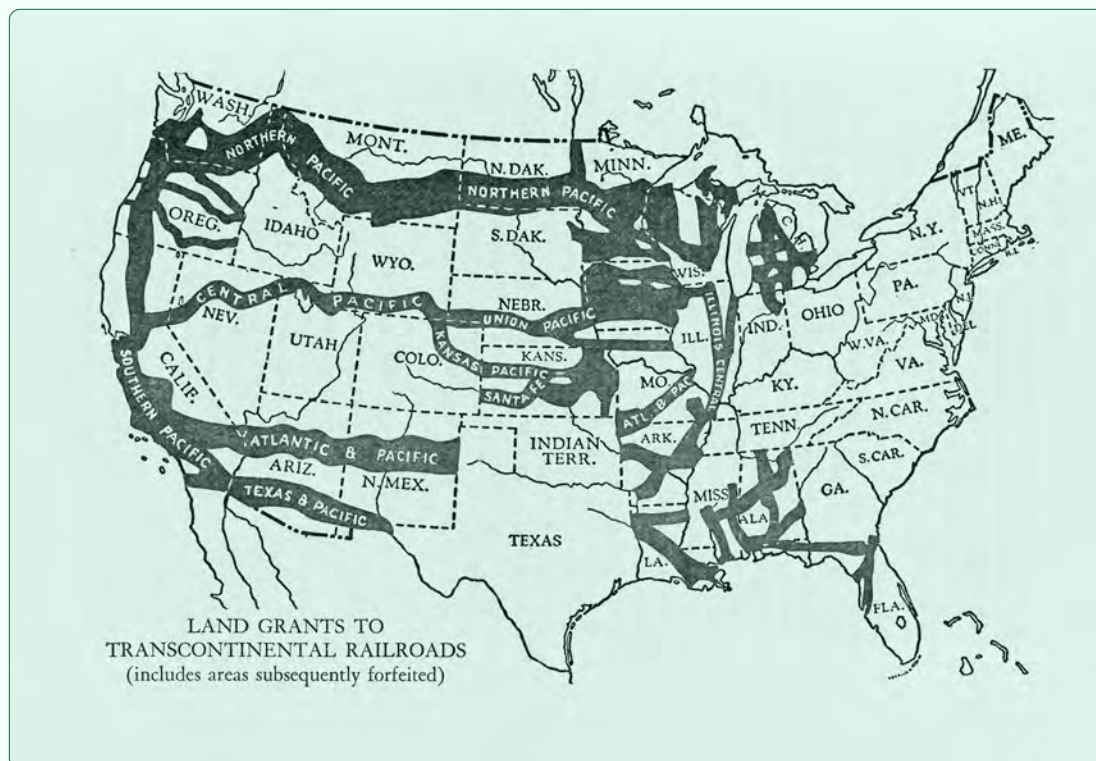 WASH.
MONT.
N. DAK.
MINN.
ME.
NORTHERN
PACIFIC
NORTHERN PACIFIC
VT.
N.H.
OREG.
IDAHO
S. DAK.
N.Y.
MASS.
CONN.
R.I.
WYO.
WIS.
PA.
CENTRAL
PACIFIC
NEBR.
UNION PACIFIC
ILLINOIS CENTRAL
OHIO
N.J.
NEV.
ILL.
IND.
MD.
DEL.
UTAH
COLO.
KANSAS PACIFIC
KANS.
W.VA.
VA.
SANTA FE
MO.
KY.
SOUTHERN
PACIFIC
CALIF.
ATL. & PAC
N. CAR.
TENN.
ATLANTIC & PACIFIC
INDIAN
TERR.
ARK.
S. CAR.
ARIZ.
N. MEX.
TEXAS & PACIFIC
MISS
ALA
GA.
TEXAS
LA.
FLA.
LAND GRANTS TO
TRANSCONTINENTAL RAILROADS
(includes areas subsequently forfeited)